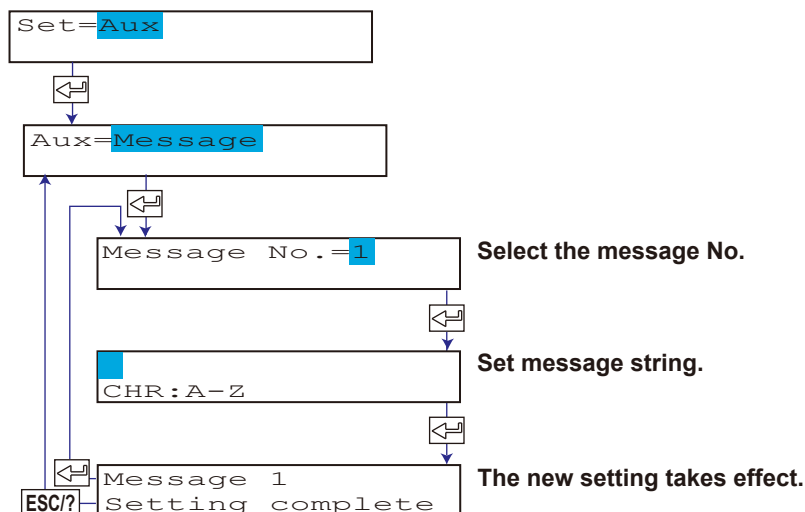 Set=Aux
Aux=Message
Message No.=1
Select the message No.
CHR:A-Z
Set message string.
Message 1
Setting complete
The new setting takes effect.
ESC/?